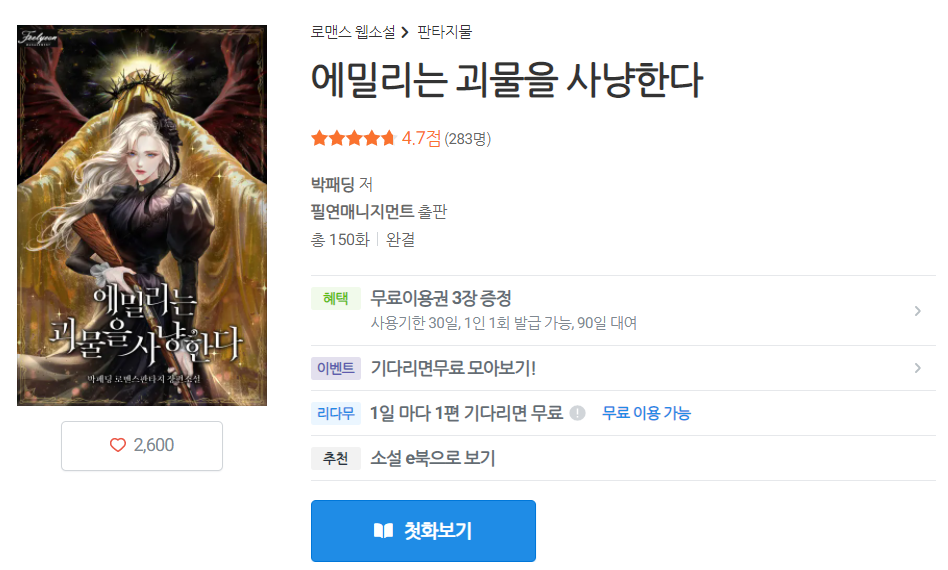 로맨스 웹소설 > 판타지물
에밀리는 괴물을 사냥한다
4.7점 (283명)
박패딩 저
필연매니지먼트 출판
총 150화 | 완결
혜택 무료이용권 3장 증정
사용기한 30일, 1인 1회 발급 가능, 90일 대여
이벤트 기다리면무료 모아보기!
리다무 1일 마다 1편 기다리면 무료 무료 이용 가능
추천 소설 e북으로 보기
첫화보기
Feelyeon
MANAGEMENT
에밀리는
괴물을사냥한다
박패딩 로맨스판타지 장편소설
2,600